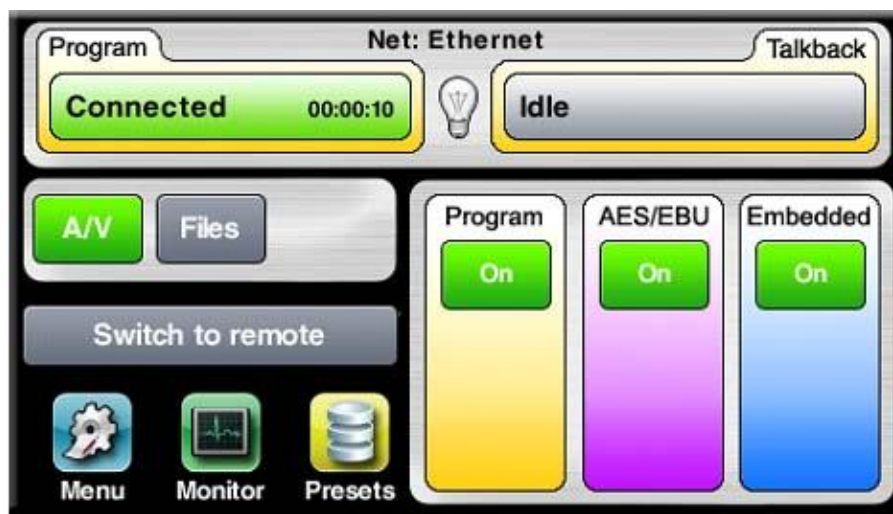 Net: Ethernet
Program
Talkback
Connected 00:00:10
Idle
A/V
Files
Program
AES/EBU
Embedded
On
On
On
Switch to remote
Menu
Monitor
Presets